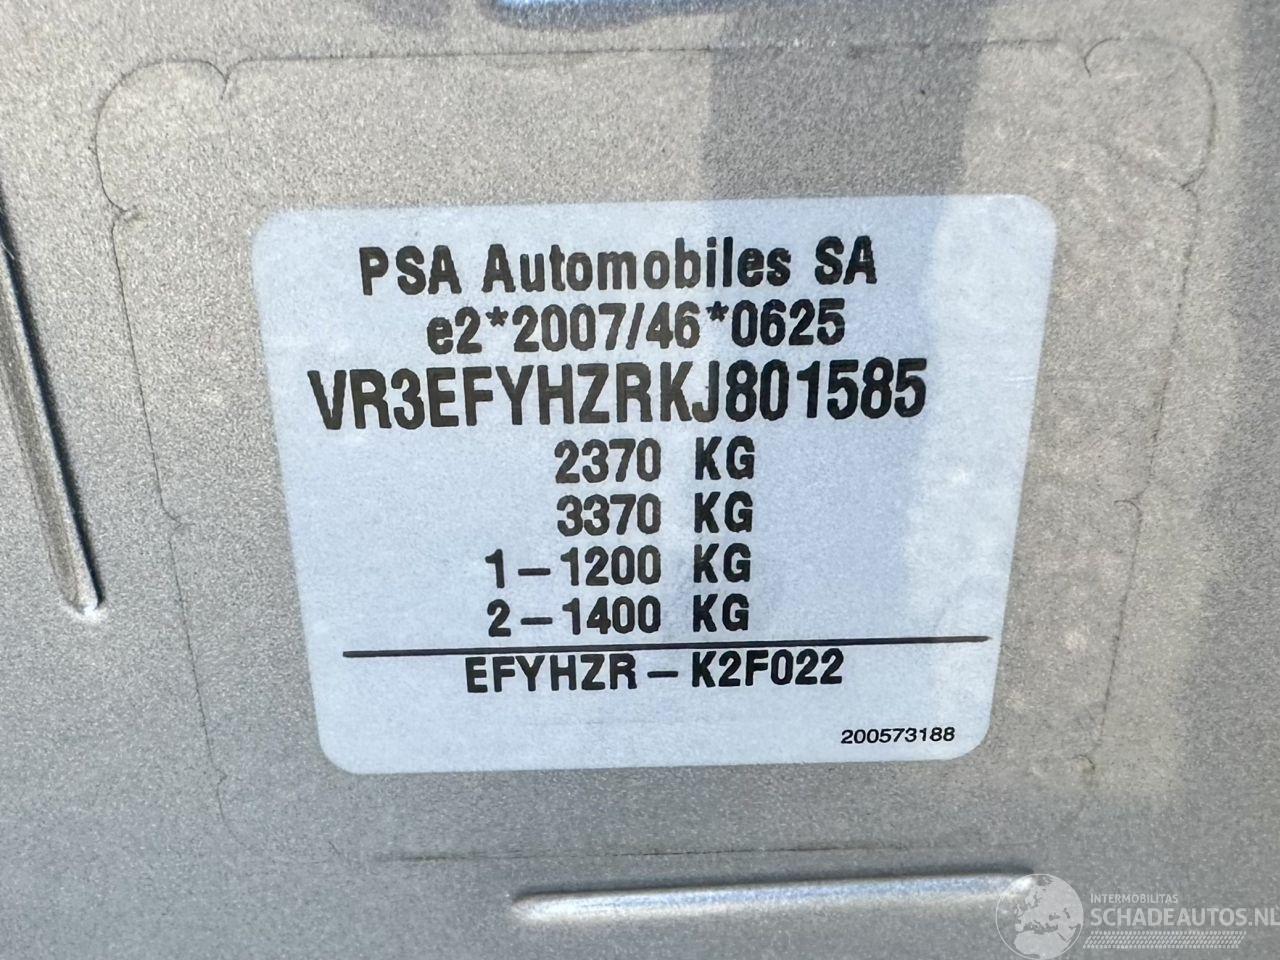 PSA Automobiles SA
e2*2007/46*0625
VR3EFYHZRKJ801585
2370 KG
3370 KG
1-1200 KG
2-1400 KG
EFYHZR-K2F022
200573188
INTERMOBILITAS
SCHADEAUTOS.NL